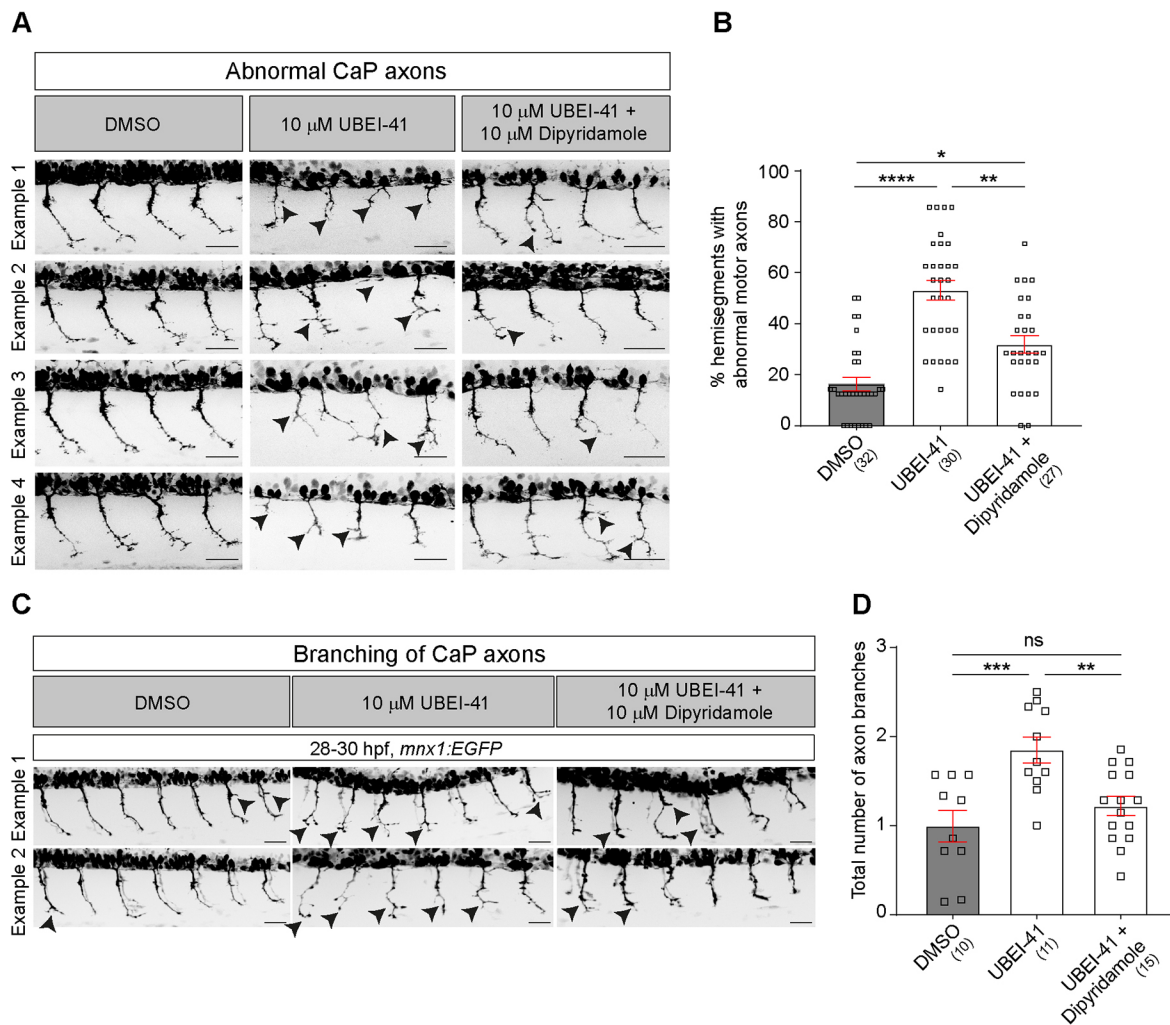 A
Abnormal CaP axons
DMSO
10 µM UBEI-41
10 µM UBEI-41 +
10 µM Dipyridamole
Example 1
Example 2
Example 3
Example 4
B
% hemisegments with
abnormal motor axons
100
80
60
40
20
0
*
****
**
DMSO
(32)
UBEI-41
(30)
UBEI-41 +
Dipyridamole
(27)
C
Branching of CaP axons
DMSO
10 µM UBEI-41
10 µM UBEI-41 +
10 µM Dipyridamole
28-30 hpf, mnx1:EGFP
Example 1
Example 2
D
Total number of axon branches
3
2
1
0
ns
***
**
DMSO
(10)
UBEI-41
(11)
UBEI-41 +
Dipyridamole
(15)